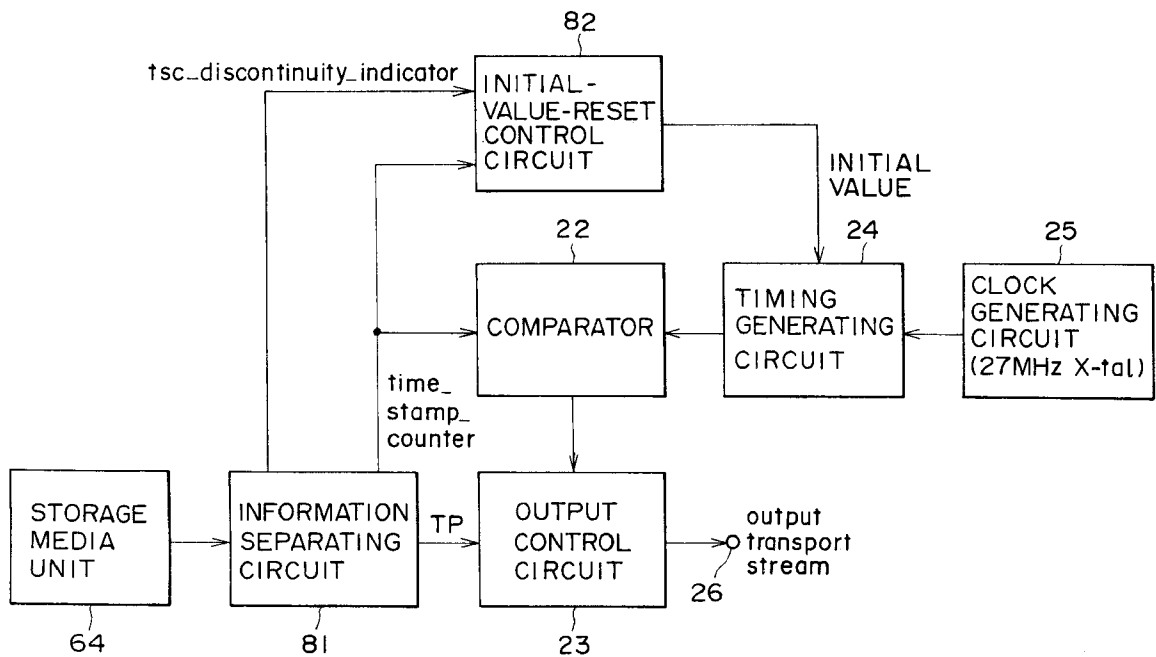 82
tsc_discontinuity_indicator
INITIAL-
VALUE-RESET
CONTROL
CIRCUIT
INITIAL
VALUE
22
COMPARATOR
24
TIMING
GENERATING
CIRCUIT
25
CLOCK
GENERATING
CIRCUIT
(27MHz X-tal)
time_
stamp_
counter
STORAGE
MEDIA
UNIT
64
INFORMATION
SEPARATING
CIRCUIT
81
TP
OUTPUT
CONTROL
CIRCUIT
23
output
transport
stream
26